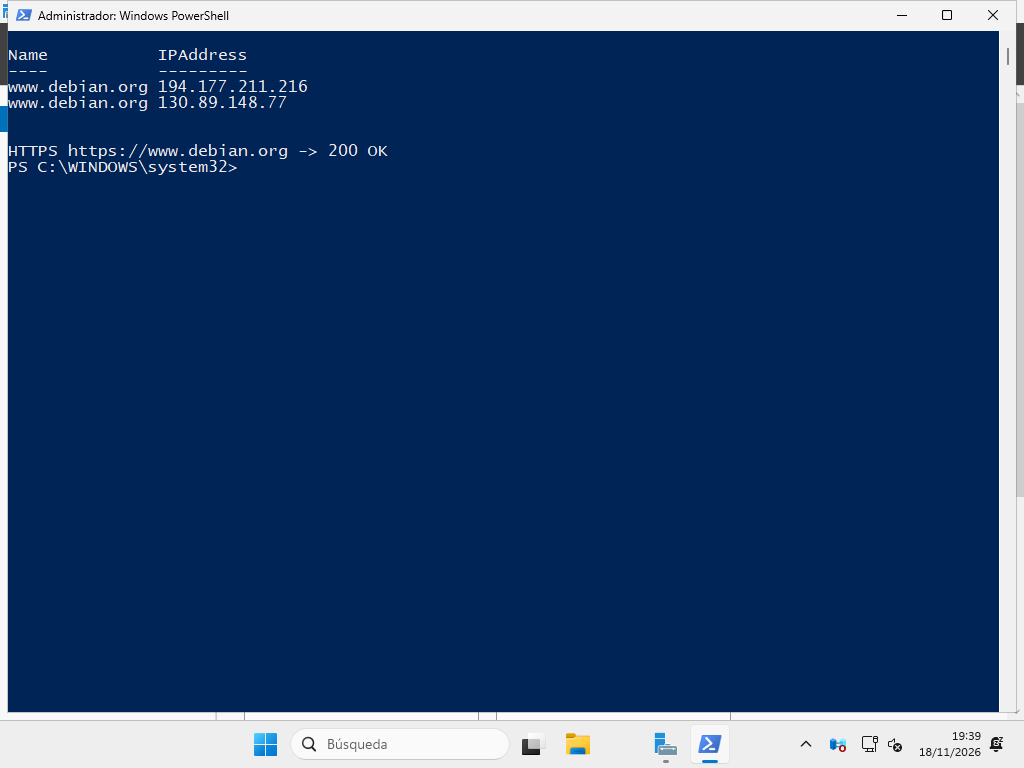 Administrador: Windows PowerShell
Name IPAddress
---- ---------
www.debian.org 194.177.211.216
www.debian.org 130.89.148.77
HTTPS https://www.debian.org -> 200 OK
PS C:\WINDOWS\system32>
Búsqueda
19:39
18/11/2026